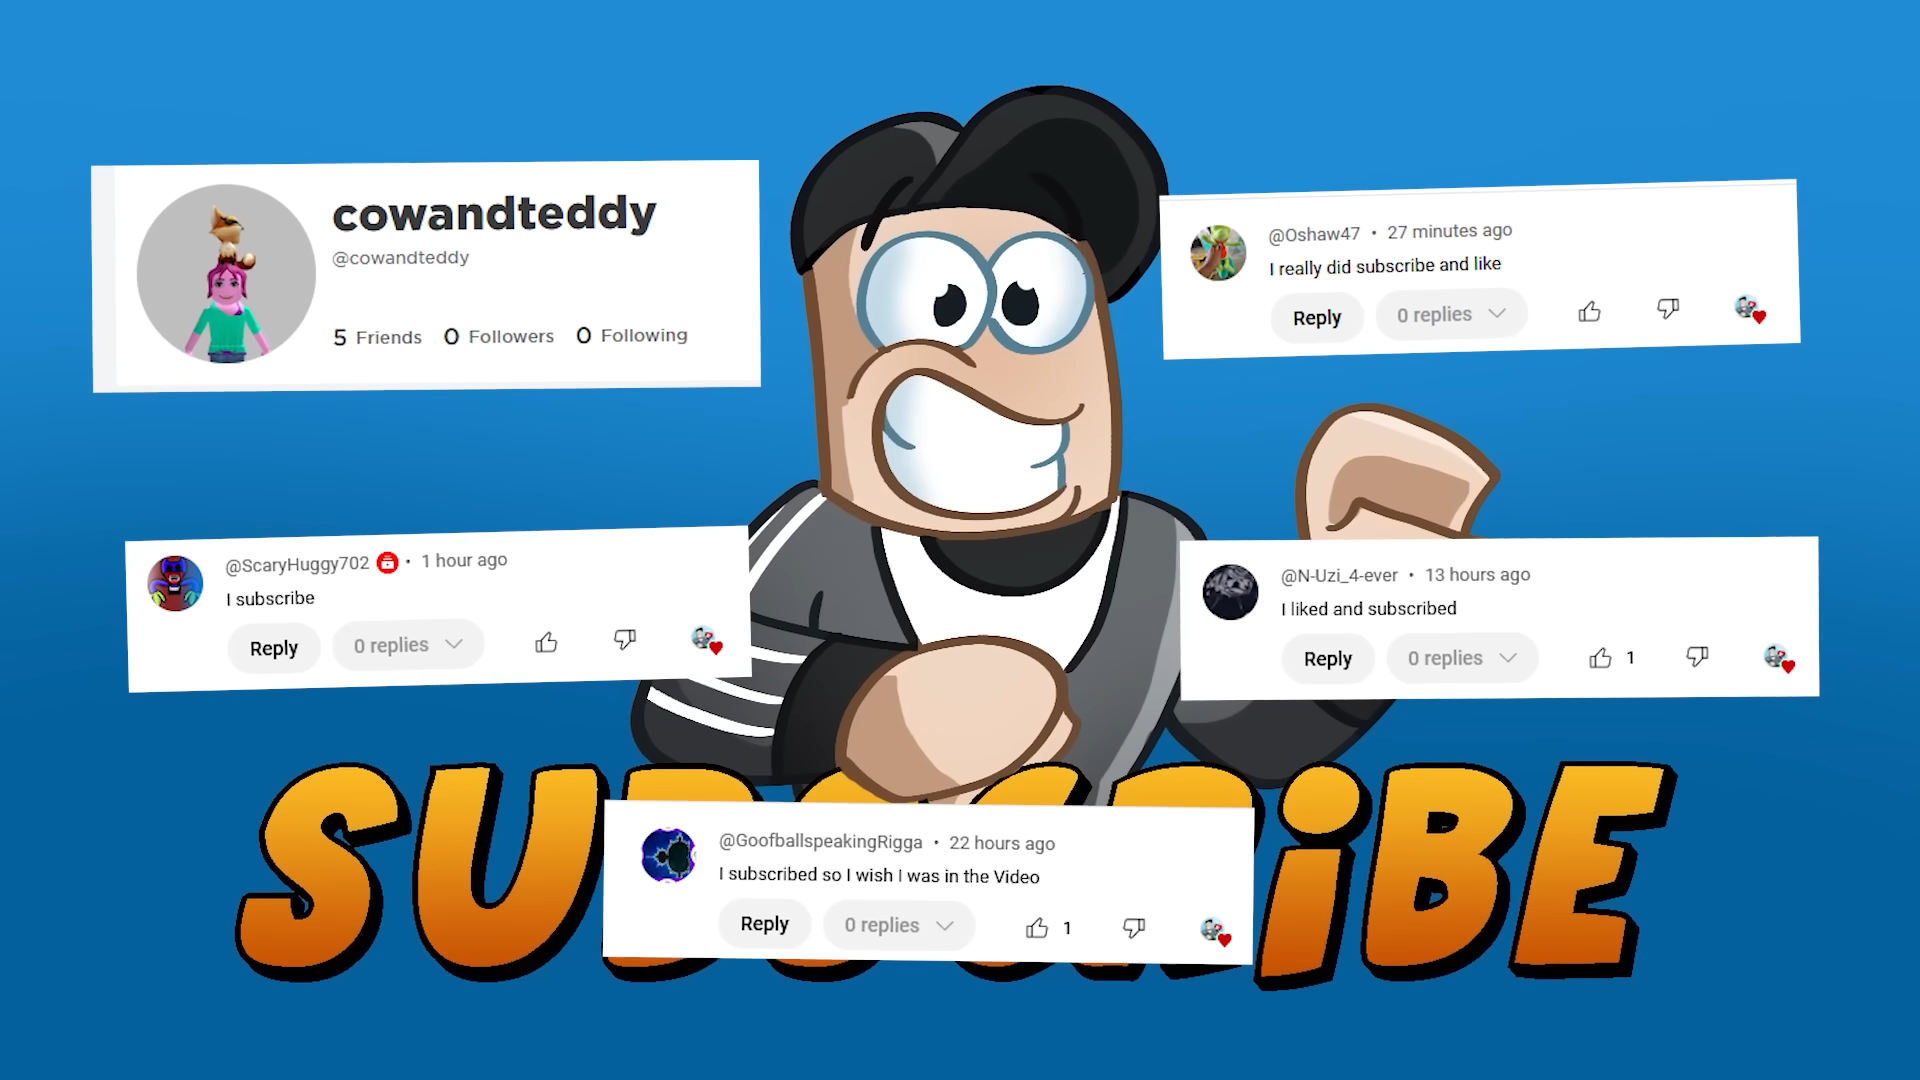 cowandteddy
@cowandteddy
5 Friends 0 Followers 0 Following
@Oshaw47 • 27 minutes ago
I really did subscribe and like
Reply 0 replies
@ScaryHuggy702 • 1 hour ago
I subscribe
Reply 0 replies
@N-Uzi_4-ever • 13 hours ago
I liked and subscribed
Reply 0 replies 1
SUBSCRiBE
@GoofballspeakingRigga • 22 hours ago
I subscribed so I wish I was in the Video
Reply 0 replies 1